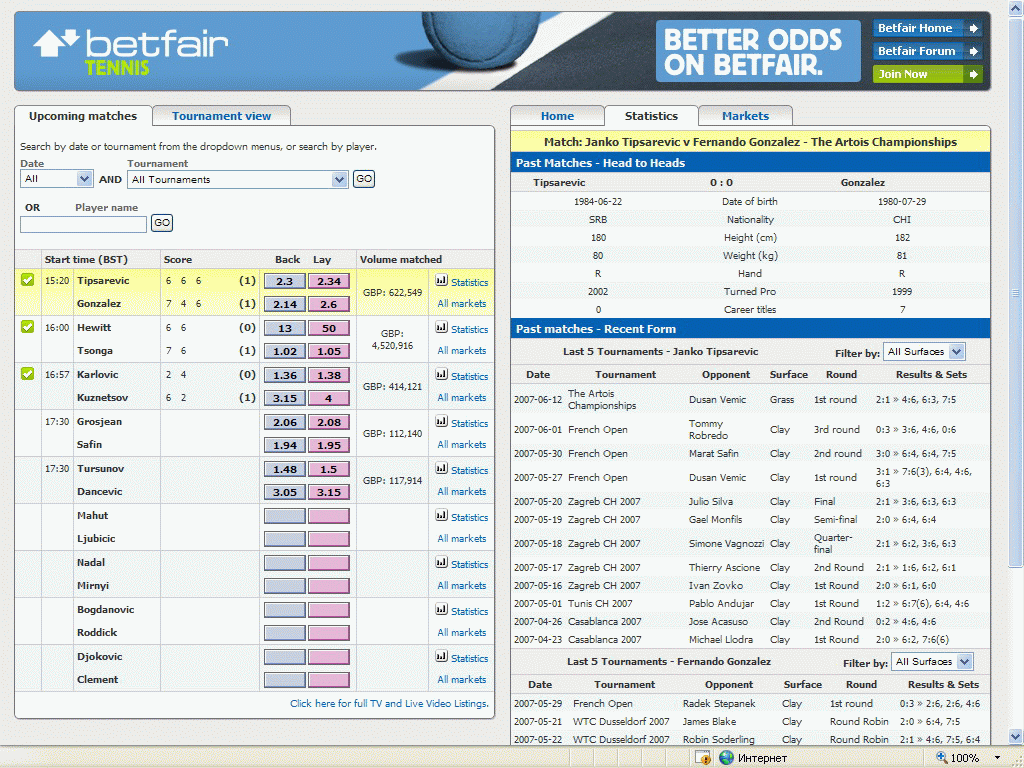 betfair
TENNIS
BETTER ODDS
ON BETFAIR.
Betfair Home
Betfair Forum
Join Now
Upcoming matches
Tournament view
Search by date or tournament from the dropdown menus, or search by player.
Date Tournament
All AND All Tournaments GO
OR Player name
GO
Start time (BST) Score Back Lay Volume matched
15:20 Tipsarevic 6 6 6 (1) 2.3 2.34 GBP: 622,549 Statistics
Gonzalez 7 4 6 (1) 2.14 2.6 All markets
16:00 Hewitt 6 6 (0) 13 50 GBP: 4,520,916 Statistics
Tsonga 7 6 (1) 1.02 1.05 All markets
16:57 Karlovic 2 4 (0) 1.36 1.38 GBP: 414,121 Statistics
Kuznetsov 6 2 (1) 3.15 4 All markets
17:30 Grosjean 2.06 2.08 GBP: 112,140 Statistics
Safin 1.94 1.95 All markets
17:30 Tursunov 1.48 1.5 GBP: 117,914 Statistics
Dancevic 3.05 3.15 All markets
Mahut Statistics
Ljubicic All markets
Nadal Statistics
Mirnyi All markets
Bogdanovic Statistics
Roddick All markets
Djokovic Statistics
Clement All markets
Click here for full TV and Live Video Listings.
Home
Statistics
Markets
Match: Janko Tipsarevic v Fernando Gonzalez - The Artois Championships
Past Matches - Head to Heads
Tipsarevic 0 : 0 Gonzalez
1984-06-22 Date of birth 1980-07-29
SRB Nationality CHI
180 Height (cm) 182
80 Weight (kg) 81
R Hand R
2002 Turned Pro 1999
0 Career titles 7
Past matches - Recent Form
Last 5 Tournaments - Janko Tipsarevic Filter by: All Surfaces
Date Tournament Opponent Surface Round Results & Sets
2007-06-12 The Artois Championships Dusan Vemic Grass 1st round 2:1 » 4:6, 6:3, 7:5
2007-06-01 French Open Tommy Robredo Clay 3rd round 0:3 » 3:6, 4:6, 0:6
2007-05-30 French Open Marat Safin Clay 2nd round 3:0 » 6:4, 6:4, 7:5
2007-05-27 French Open Dusan Vemic Clay 1st round 3:1 » 7:6(3), 6:4, 4:6, 6:3
2007-05-20 Zagreb CH 2007 Julio Silva Clay Final 2:1 » 3:6, 6:3, 6:3
2007-05-19 Zagreb CH 2007 Gael Monfils Clay Semi-final 2:0 » 6:4, 6:4
2007-05-18 Zagreb CH 2007 Simone Vagnozzi Clay Quarter-final 2:1 » 6:2, 3:6, 6:3
2007-05-17 Zagreb CH 2007 Thierry Ascione Clay 2nd Round 2:1 » 1:6, 6:2, 6:1
2007-05-16 Zagreb CH 2007 Ivan Zovko Clay 1st Round 2:0 » 6:1, 6:0
2007-05-01 Tunis CH 2007 Pablo Andujar Clay 1st Round 1:2 » 6:7(6), 6:4, 4:6
2007-04-26 Casablanca 2007 Jose Acasuso Clay 2nd Round 0:2 » 4:6, 4:6
2007-04-23 Casablanca 2007 Michael Llodra Clay 1st Round 2:0 » 6:2, 7:6(6)
Last 5 Tournaments - Fernando Gonzalez Filter by: All Surfaces
Date Tournament Opponent Surface Round Results & Sets
2007-05-29 French Open Radek Stepanek Clay 1st round 0:3 » 2:6, 2:6, 4:6
2007-05-21 WTC Dusseldorf 2007 James Blake Clay Round Robin 2:0 » 6:4, 7:5
2007-05-22 WTC Dusseldorf 2007 Robin Soderling Clay Round Robin 2:1 » 4:6, 7:5, 6:4
Интернет 100%